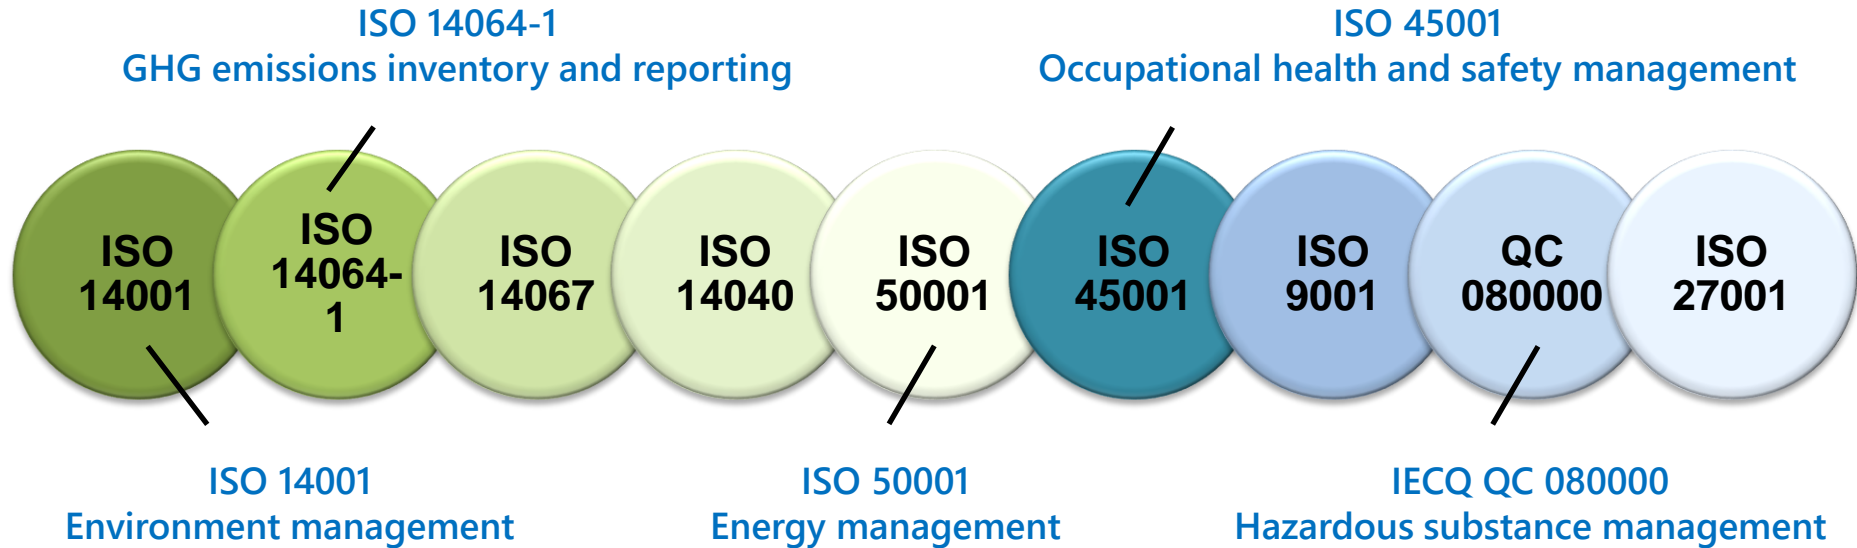 ISO 14064-1
GHG emissions inventory and reporting
ISO 45001
Occupational health and safety management
ISO
14001
ISO
14064-
1
ISO
14067
ISO
14040
ISO
50001
ISO
45001
ISO
9001
QC
080000
ISO
27001
ISO 14001
Environment management
ISO 50001
Energy management
IECQ QC 080000
Hazardous substance management